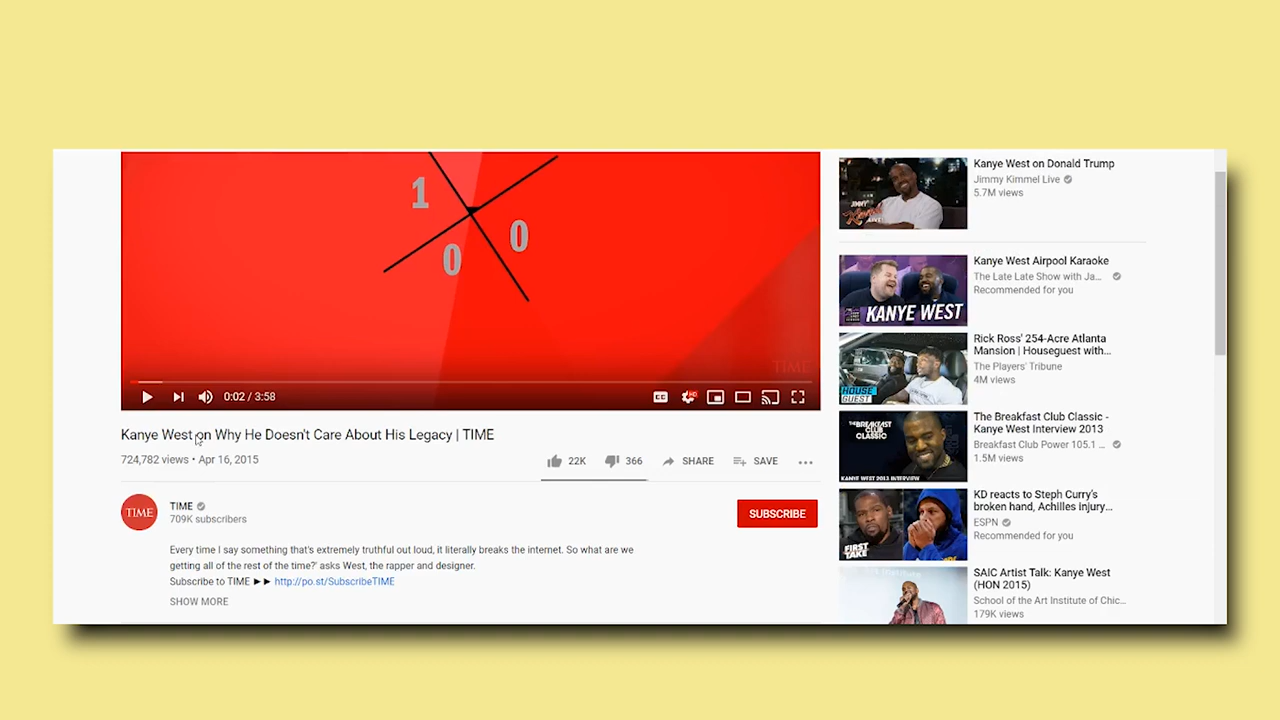 1
0
0
TIME
0:02 / 3:58
CC
HD
Kanye West on Why He Doesn't Care About His Legacy | TIME
724,782 views • Apr 16, 2015
22K
366
SHARE
SAVE
TIME
TIME
709K subscribers
SUBSCRIBE
Every time I say something that's extremely truthful out loud, it literally breaks the internet. So what are we
getting all of the rest of the time?' asks West, the rapper and designer.
Subscribe to TIME ►► http://po.st/SubscribeTIME
SHOW MORE
Kanye West on Donald Trump
Jimmy Kimmel Live
5.7M views
Kanye West Airpool Karaoke
The Late Late Show with Ja...
Recommended for you
KANYE WEST
Rick Ross' 254-Acre Atlanta
Mansion | Houseguest with...
The Players' Tribune
4M views
HOUSE
GUEST
The Breakfast Club Classic -
Kanye West Interview 2013
Breakfast Club Power 105.1 ...
1.5M views
THE
BREAKFAST
CLUB
CLASSIC
KANYE WEST 2013 INTERVIEW
KD reacts to Steph Curry's
broken hand, Achilles injury...
ESPN
Recommended for you
FIRST
TAKE
SAIC Artist Talk: Kanye West
(HON 2015)
School of the Art Institute of Chic...
179K views